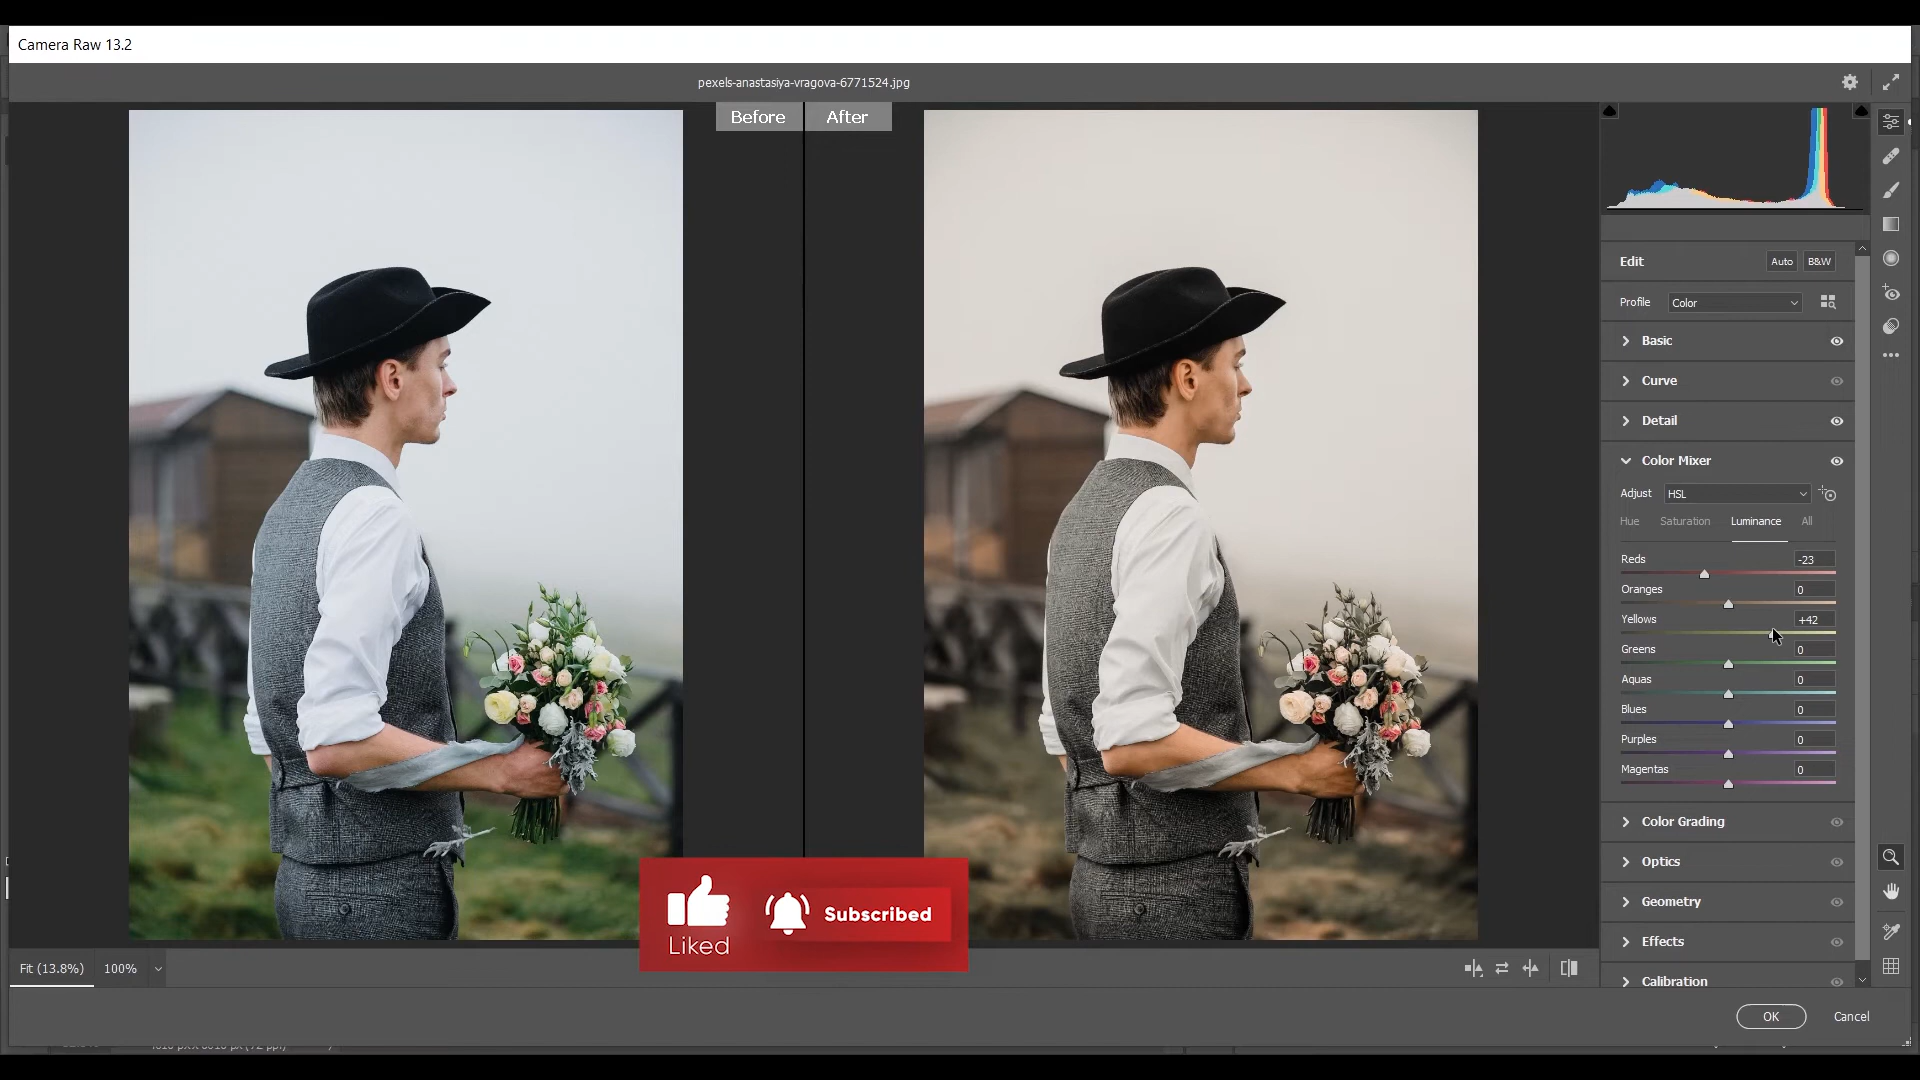 Camera Raw 13.2
pexels-anastasiya-vragova-6771524.jpg
Before After
Edit Auto B&W
Profile Color
Basic
Curve
Detail
Color Mixer
Adjust HSL
Hue Saturation Luminance All
Reds -23
Oranges 0
Yellows +42
Greens 0
Aquas 0
Blues 0
Purples 0
Magentas 0
Color Grading
Optics
Geometry
Effects
Calibration
Liked Subscribed
Fit (13.8%) 100%
OK Cancel